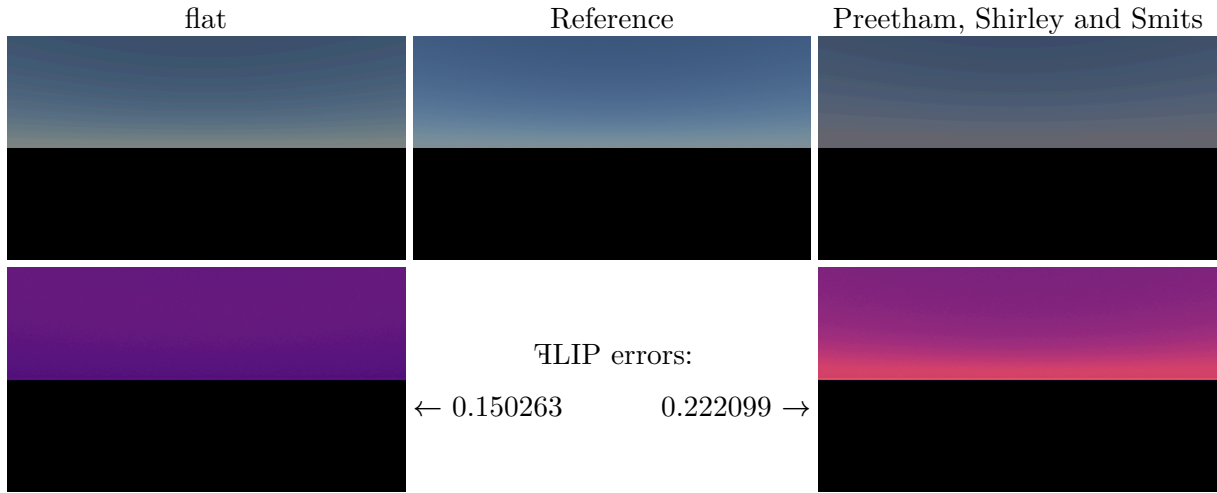 flat
Reference
Preetham, Shirley and Smits
ꟻLIP errors:
← 0.150263
0.222099 →